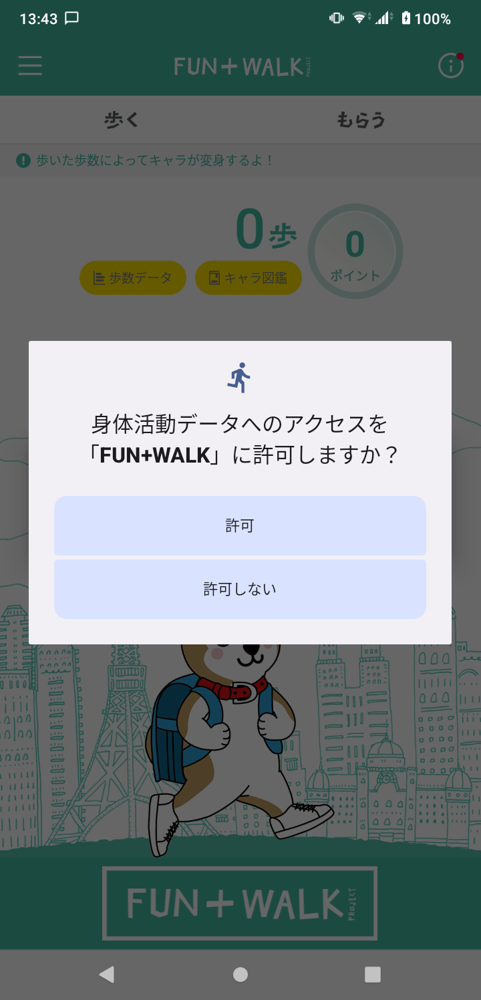 13:43
100%
FUN+WALK PROJECT
歩く
もらう
歩いた歩数によってキャラが変身するよ！
0歩
0
ポイント
歩数データ
キャラ図鑑
身体活動データへのアクセスを
「FUN+WALK」に許可しますか？
許可
許可しない
FUN+WALK PROJECT